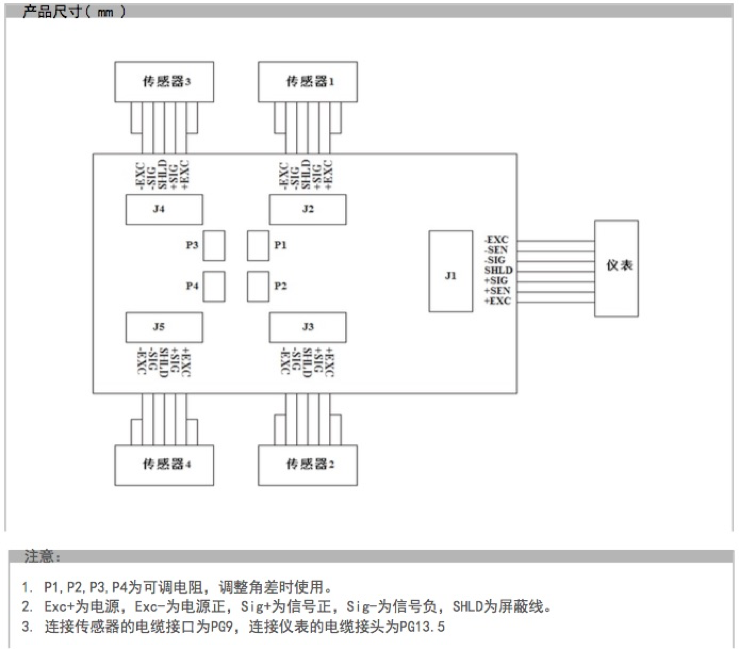 产品尺寸( mm )
传感器3
传感器1
-EXC
-SIG
SHLD
+SIG
+EXC
-EXC
-SIG
SHLD
+SIG
+EXC
J4
J2
P3
P1
P4
P2
J1
-EXC
-SEN
-SIG
SHLD
+SIG
+SEN
+EXC
仪表
J5
J3
-EXC
-SIG
SHLD
+SIG
+EXC
-EXC
-SIG
SHLD
+SIG
+EXC
传感器4
传感器2
注意:
1. P1,P2,P3,P4为可调电阻，调整角差时使用。
2. Exc+为电源，Exc-为电源正，Sig+为信号正，Sig-为信号负，SHLD为屏蔽线。
3. 连接传感器的电缆接口为PG9，连接仪表的电缆接头为PG13.5